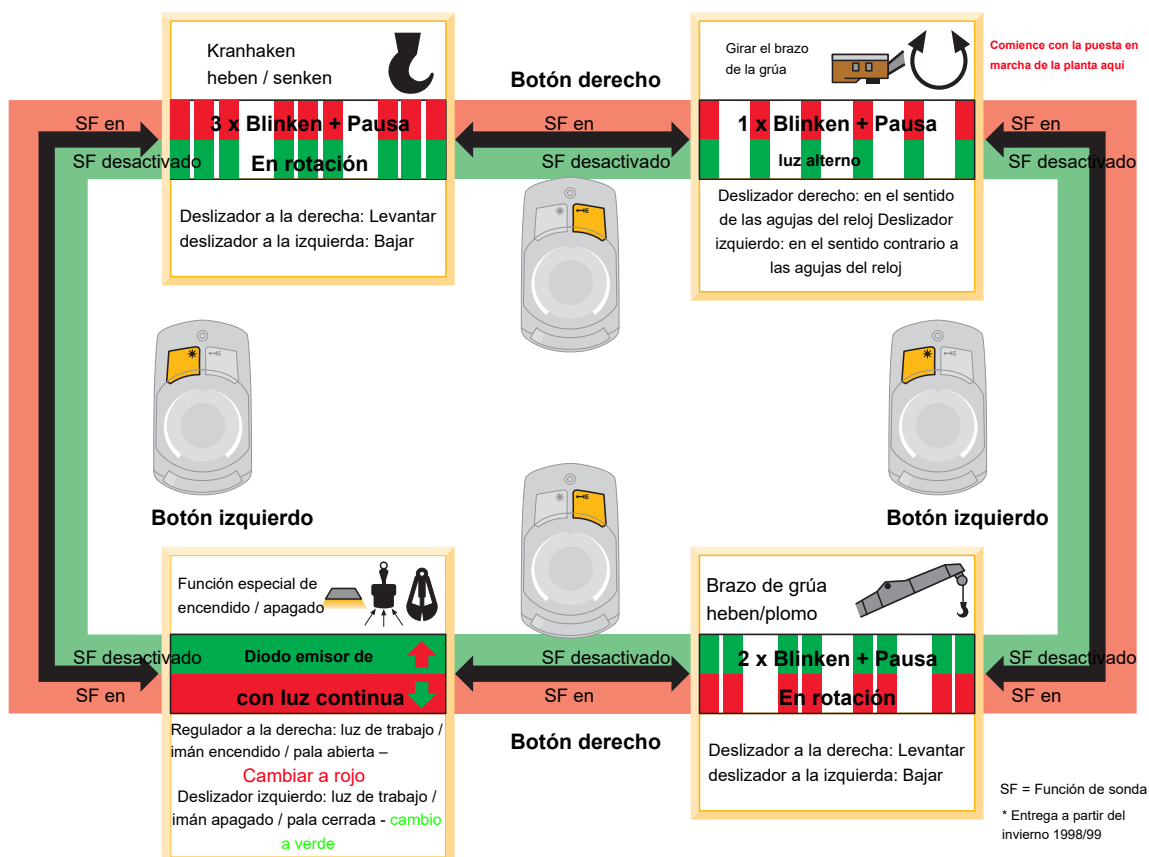 Kranhaken
heben / senken
Botón derecho
Girar el brazo
de la grúa
Comience con la puesta en
marcha de la planta aquí
SF en
3 x Blinken + Pausa
SF en
1 x Blinken + Pausa
SF en
SF desactivado
En rotación
SF desactivado
luz alterno
SF desactivado
Deslizador a la derecha: Levantar
deslizador a la izquierda: Bajar
Deslizador derecho: en el sentido
de las agujas del reloj Deslizador
izquierdo: en el sentido contrario a
las agujas del reloj
Botón izquierdo
Botón izquierdo
Función especial de
encendido / apagado
Brazo de grúa
heben/plomo
SF desactivado
Diodo emisor de
SF desactivado
2 x Blinken + Pausa
SF desactivado
SF en
con luz continua
SF en
En rotación
SF en
Regulador a la derecha: luz de trabajo /
imán encendido / pala abierta –
Cambiar a rojo
Deslizador izquierdo: luz de trabajo /
imán apagado / pala cerrada - cambio
a verde
Botón derecho
Deslizador a la derecha: Levantar
deslizador a la izquierda: Bajar
SF = Función de sonda
* Entrega a partir del
invierno 1998/99